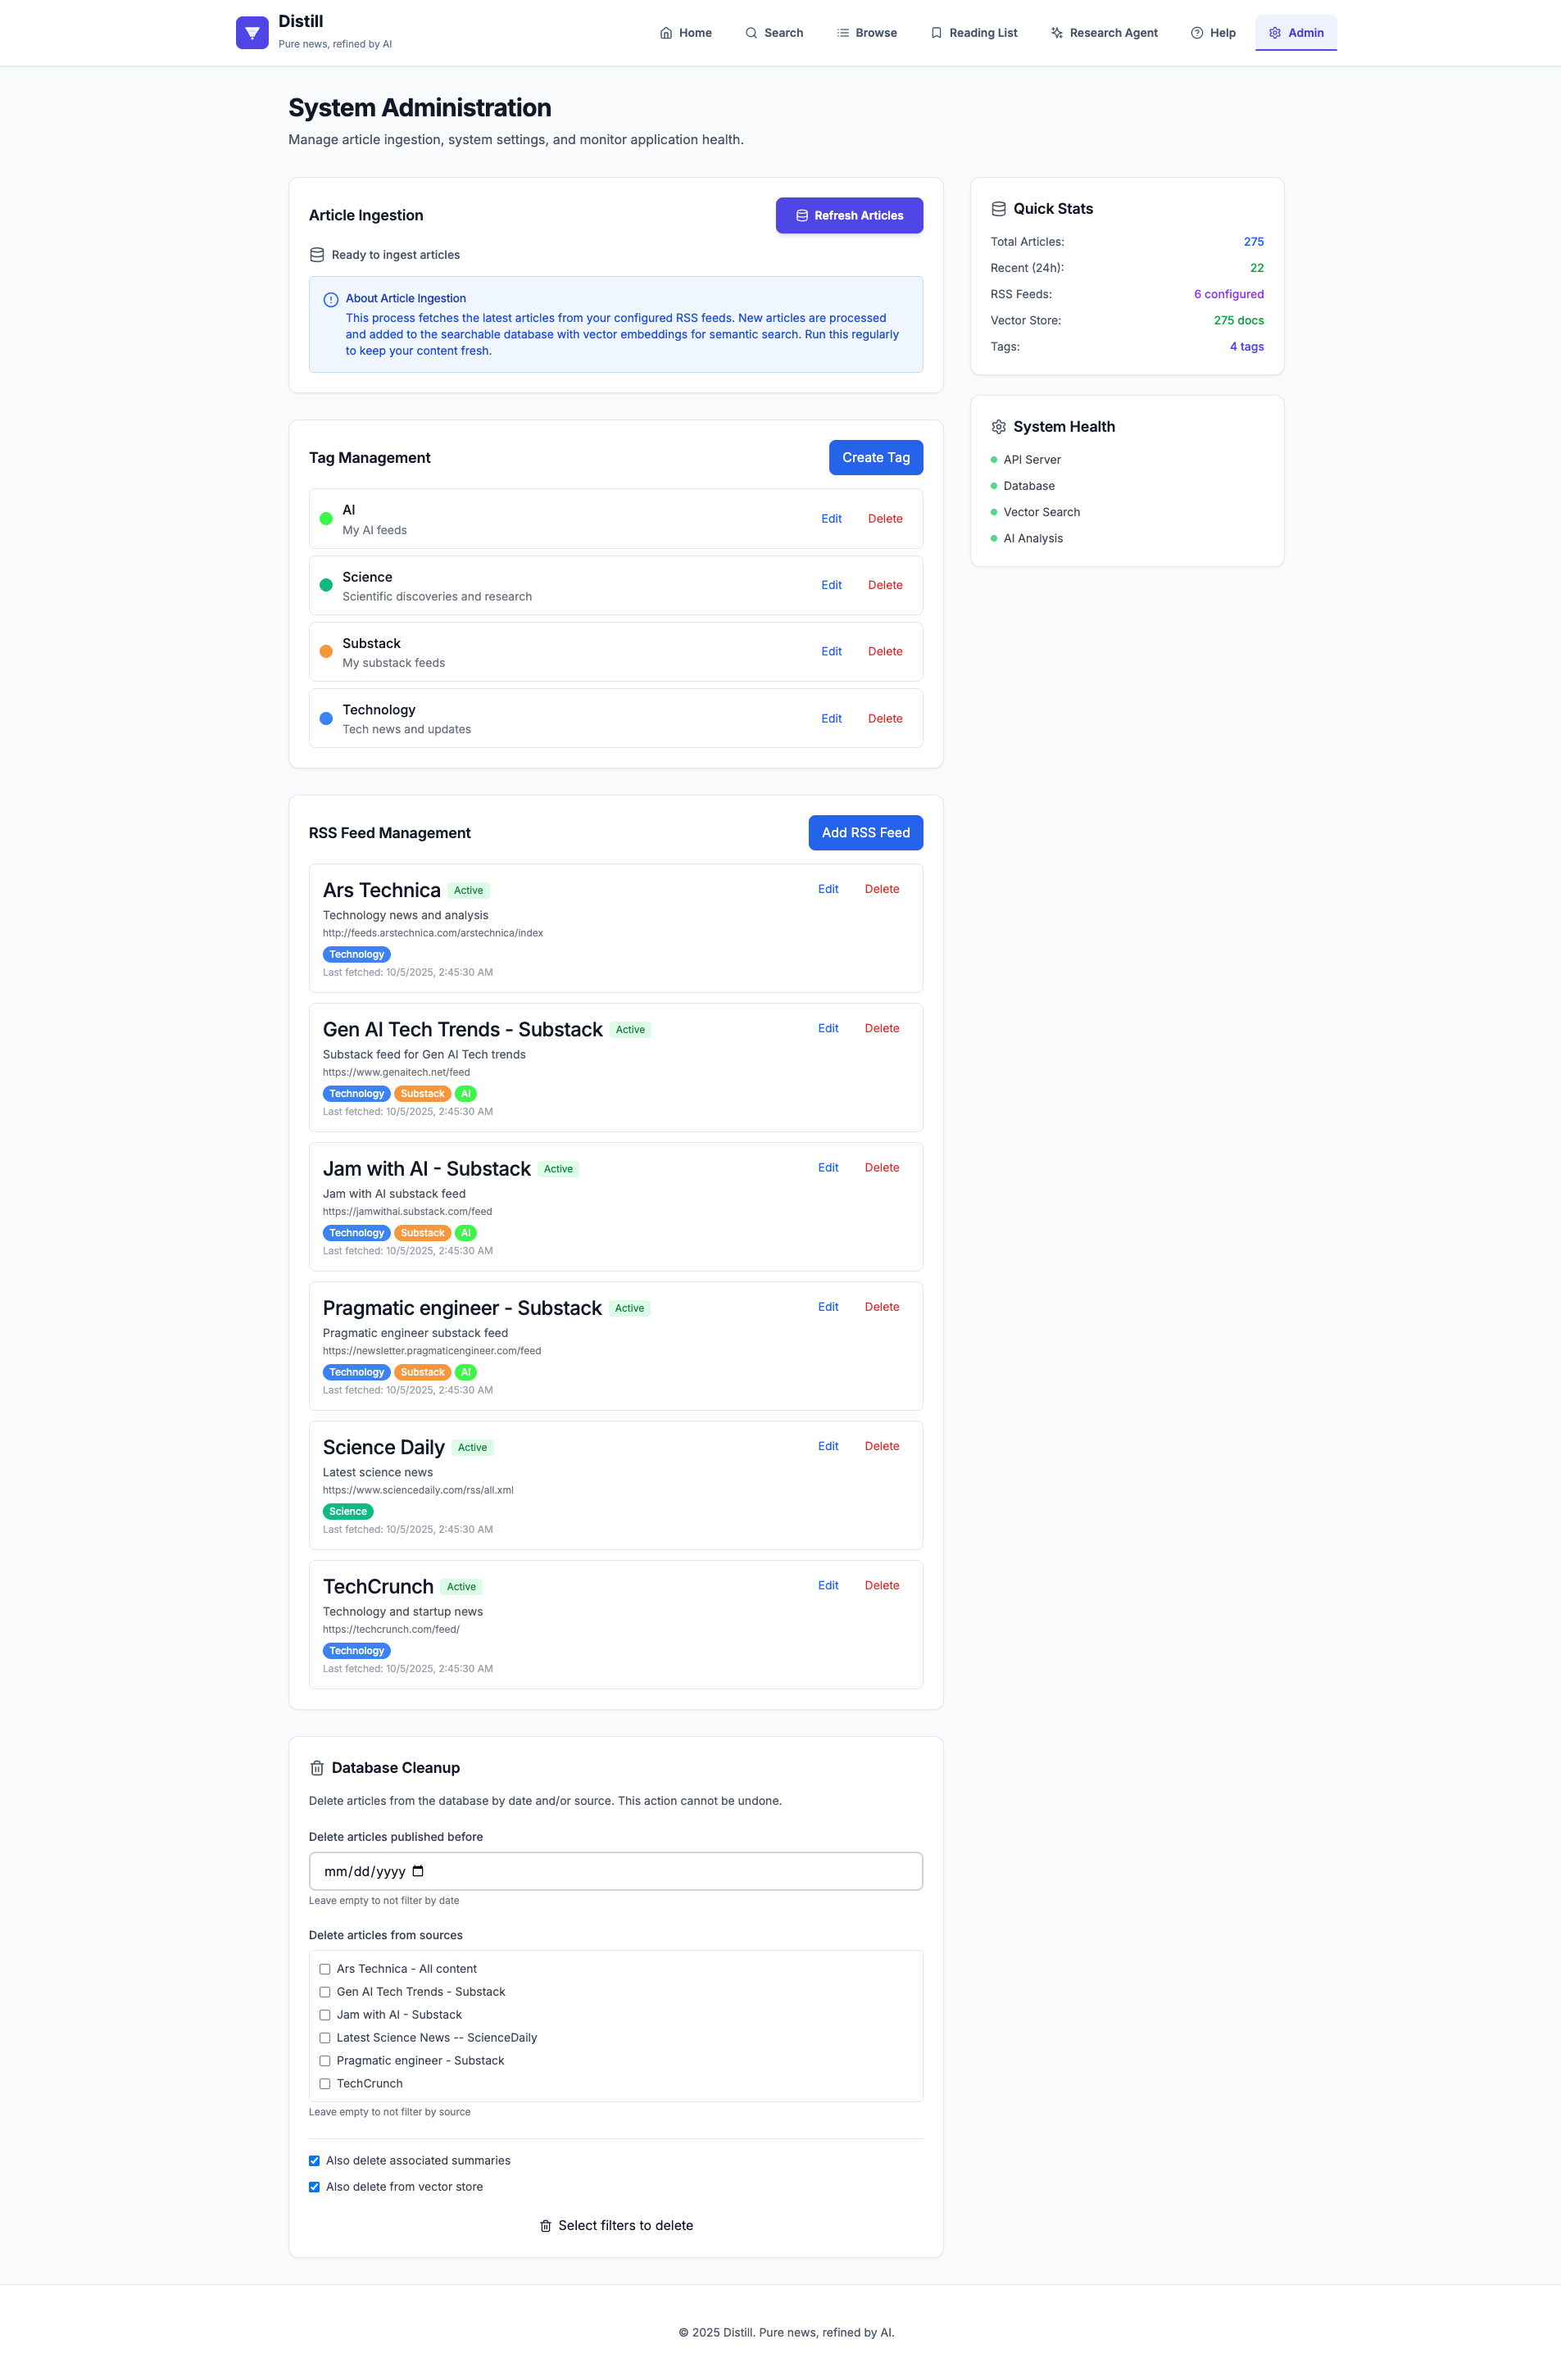 Distill
Pure news, refined by AI
Home
Search
Browse
Reading List
Research Agent
Help
Admin
System Administration
Manage article ingestion, system settings, and monitor application health.
Article Ingestion
Refresh Articles
Ready to ingest articles
About Article Ingestion
This process fetches the latest articles from your configured RSS feeds. New articles are processed
and added to the searchable database with vector embeddings for semantic search. Run this regularly
to keep your content fresh.
Quick Stats
Total Articles: 275
Recent (24h): 22
RSS Feeds: 6 configured
Vector Store: 275 docs
Tags: 4 tags
System Health
API Server
Database
Vector Search
AI Analysis
Tag Management
Create Tag
AI
My AI feeds
Edit Delete
Science
Scientific discoveries and research
Edit Delete
Substack
My substack feeds
Edit Delete
Technology
Tech news and updates
Edit Delete
RSS Feed Management
Add RSS Feed
Ars Technica Active
Edit Delete
Technology news and analysis
http://feeds.arstechnica.com/arstechnica/index
Technology
Last fetched: 10/5/2025, 2:45:30 AM
Gen AI Tech Trends - Substack Active
Edit Delete
Substack feed for Gen AI Tech trends
https://www.genaitech.net/feed
Technology Substack AI
Last fetched: 10/5/2025, 2:45:30 AM
Jam with AI - Substack Active
Edit Delete
Jam with AI substack feed
https://jamwithai.substack.com/feed
Technology Substack AI
Last fetched: 10/5/2025, 2:45:30 AM
Pragmatic engineer - Substack Active
Edit Delete
Pragmatic engineer substack feed
https://newsletter.pragmaticengineer.com/feed
Technology Substack AI
Last fetched: 10/5/2025, 2:45:30 AM
Science Daily Active
Edit Delete
Latest science news
https://www.sciencedaily.com/rss/all.xml
Science
Last fetched: 10/5/2025, 2:45:30 AM
TechCrunch Active
Edit Delete
Technology and startup news
https://techcrunch.com/feed/
Technology
Last fetched: 10/5/2025, 2:45:30 AM
Database Cleanup
Delete articles from the database by date and/or source. This action cannot be undone.
Delete articles published before
mm/dd/yyyy
Leave empty to not filter by date
Delete articles from sources
Ars Technica - All content
Gen AI Tech Trends - Substack
Jam with AI - Substack
Latest Science News -- ScienceDaily
Pragmatic engineer - Substack
TechCrunch
Leave empty to not filter by source
Also delete associated summaries
Also delete from vector store
Select filters to delete
© 2025 Distill. Pure news, refined by AI.